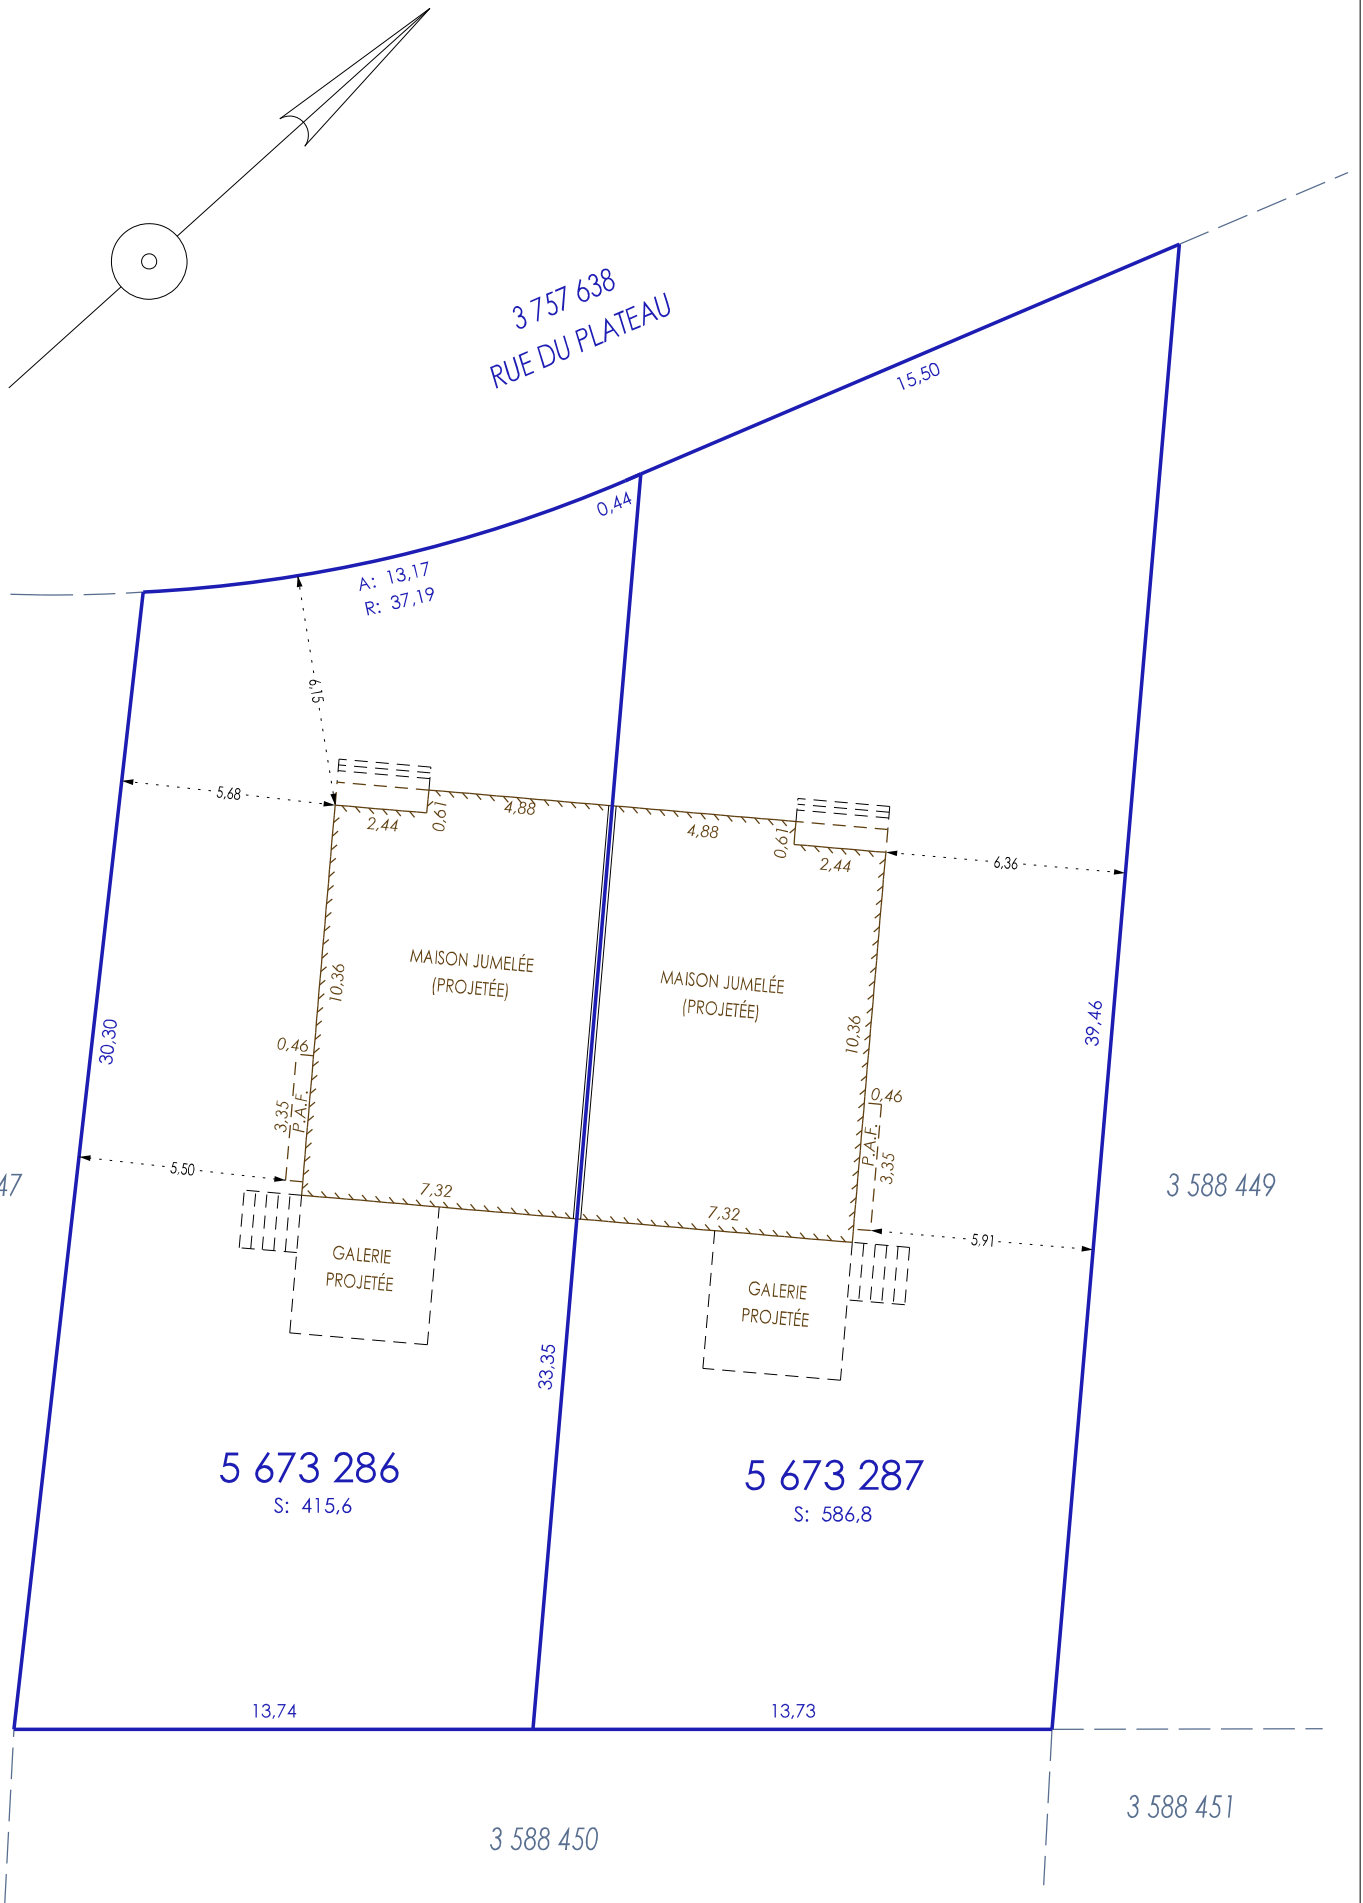 3 757 638
RUE DU PLATEAU
15,50
0,44
A: 13,17
R: 37,19
6,15
5,68
2,44
0,61
4,88
4,88
0,61
2,44
6,36
MAISON JUMELÉE
(PROJETÉE)
MAISON JUMELÉE
(PROJETÉE)
10,36
10,36
30,30
39,46
0,46
0,46
3,35
P.A.F.
P.A.F.
3,35
5,50
47
3 588 449
7,32
7,32
5,91
GALERIE
PROJETÉE
GALERIE
PROJETÉE
33,35
5 673 286
S: 415,6
5 673 287
S: 586,8
13,74
13,73
3 588 450
3 588 451